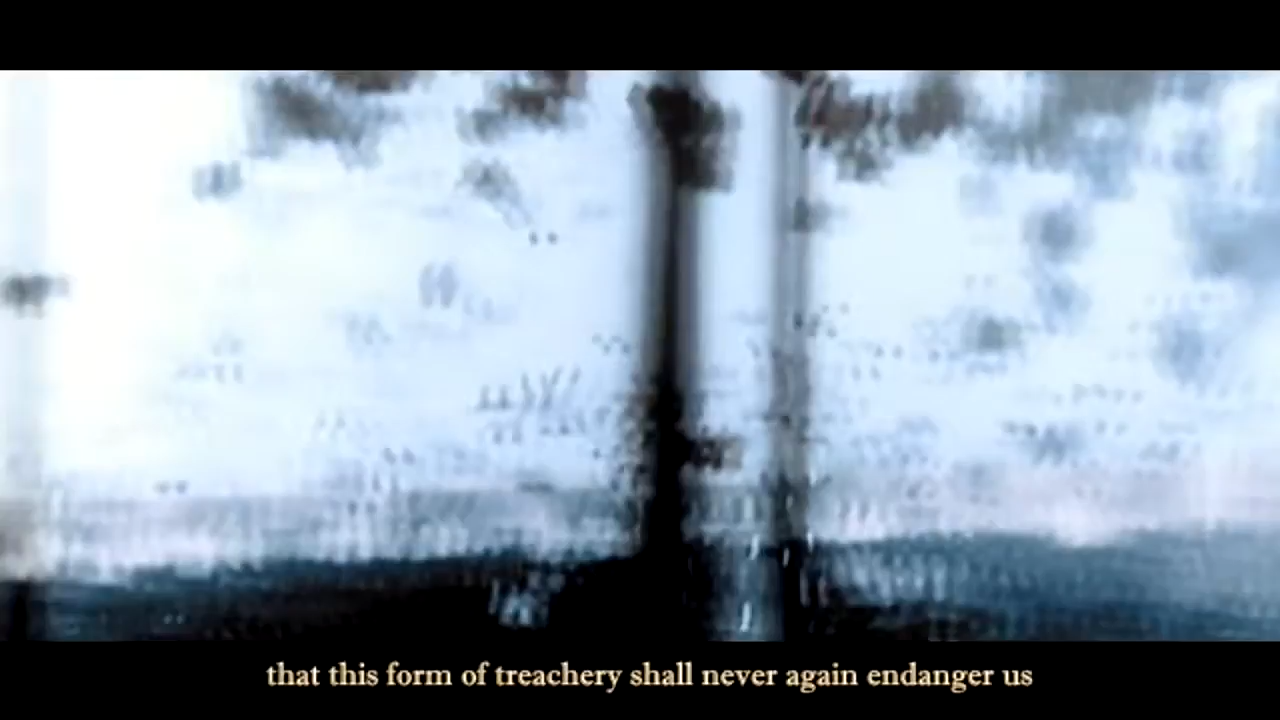 that this form of treachery shall never again endanger us